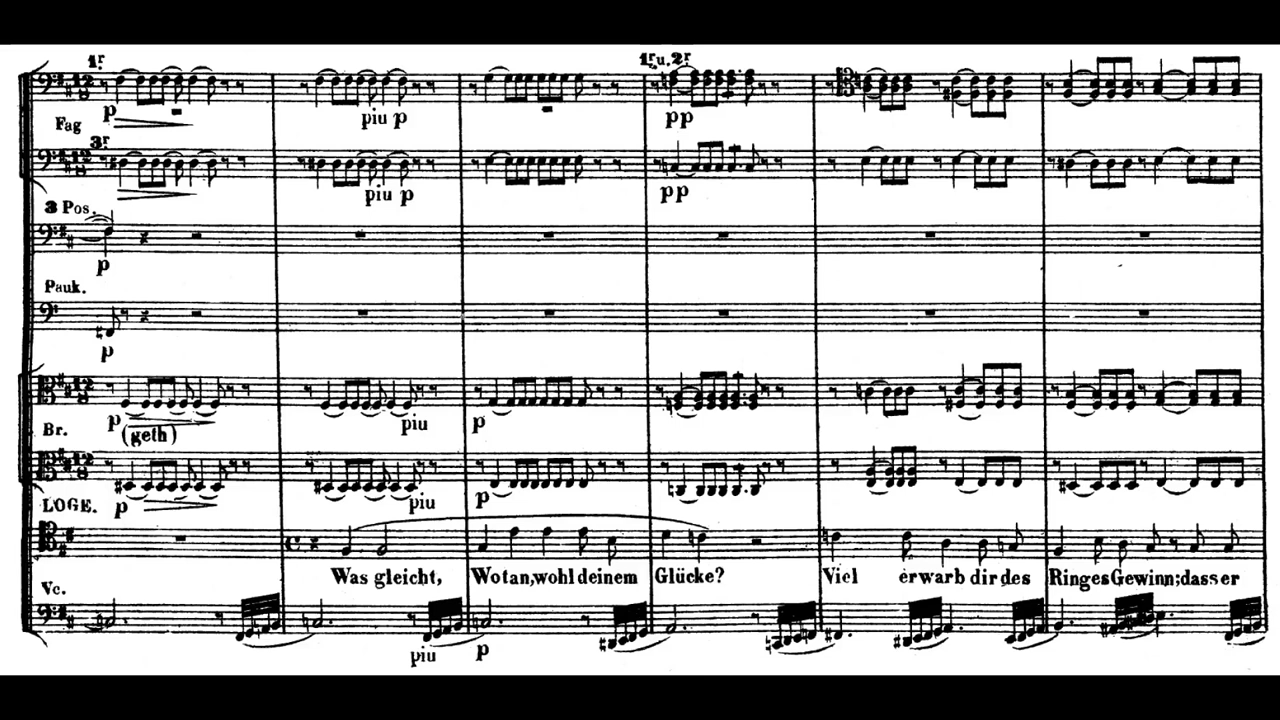 1r. 1r. u. 2r.
p piu p pp
Fag
3r
piu p pp
3 Pos.
p
Pauk.
p
p piu p
Br. (geth)
LOGE. p piu p
Was gleicht, Wotan, wohl deinem Glücke? Viel erwarb dir des Ringes Gewinn; dass er
Vc.
piu p